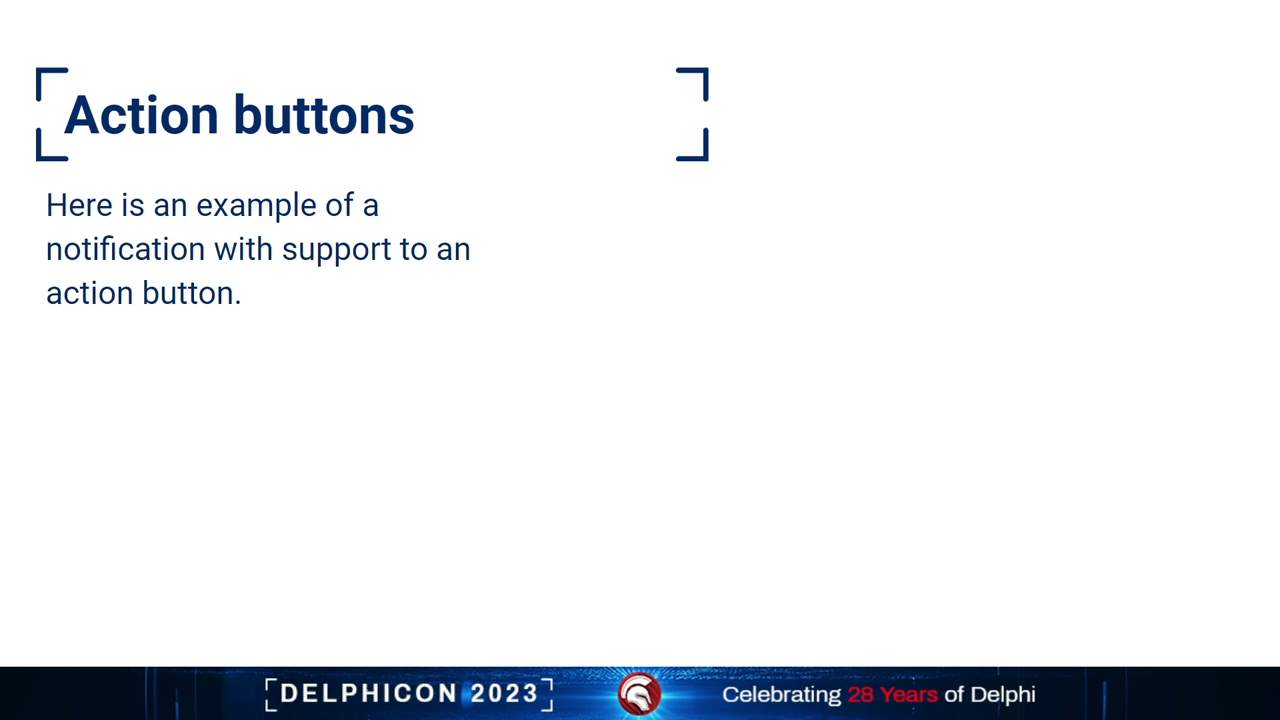 Action buttons
Here is an example of a
notification with support to an
action button.
DELPHICON 2023
Celebrating 28 Years of Delphi